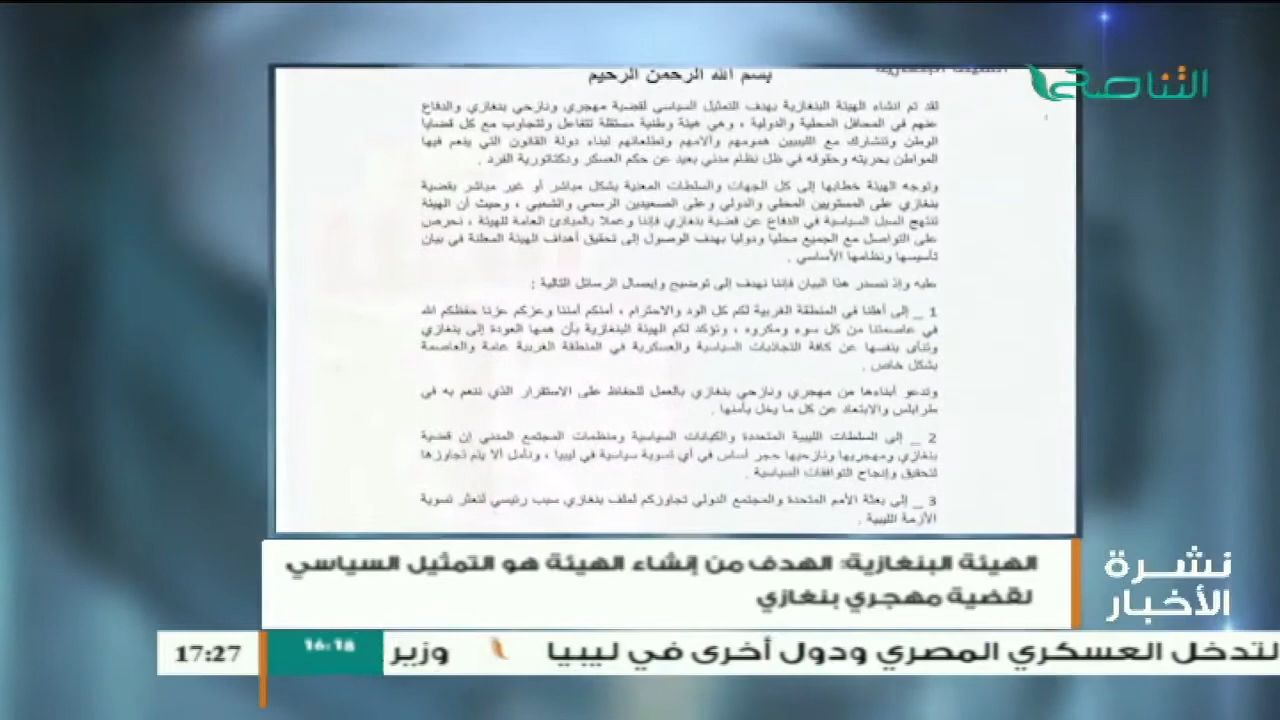 التناصح
بسم الله الرحمن الرحيم
لقد تم انشاء الهيئة البنغازية بهدف التمثيل السياسي لقضية مهجري ونازحي بنغازي والدفاع
عنهم في المحافل المحلية والدولية ، وهي هيئة وطنية مستقلة تتفاعل وتتجاوب مع كل قضايا
الوطن وتتشارك مع الليبيين همومهم وآلامهم وتطلعاتهم لبناء دولة القانون التي ينعم فيها
المواطن بحريته وحقوقه في ظل نظام مدني بعيد عن حكم العسكر ودكتاتورية الفرد .
وتوجه الهيئة خطابها إلى كل الجهات والسلطات المعنية بشكل مباشر أو غير مباشر بقضية
بنغازي على المستويين المحلي والدولي وعلى الصعيدين الرسمي والشعبي ، وحيث أن الهيئة
تنتهج السبل السياسية في الدفاع عن قضية بنغازي فإننا وعملا بالمبادئ العامة للهيئة ، نحرص
على التواصل مع الجميع محليا ودوليا بهدف الوصول إلى تحقيق أهداف الهيئة المعلنة في بيان
تأسيسها ونظامها الأساسي .
عليه وإذ نصدر هذا البيان فإننا نهدف إلى توضيح وإيصال الرسائل التالية :
1 _ إلى أهلنا في المنطقة الغربية لكم كل الود والاحترام ، أمنكم أمننا وعزكم عزنا حفظكم الله
في عاصمتنا من كل سوء ومكروه ، ونؤكد لكم الهيئة البنغازية بأن همها العودة إلى بنغازي
وتنأى بنفسها عن كافة التجاذبات السياسية والعسكرية في المنطقة الغربية عامة والعاصمة
بشكل خاص .
وتدعو أبناءها من مهجري ونازحي بنغازي بالعمل للحفاظ على الاستقرار الذي ننعم به في
طرابلس والابتعاد عن كل ما يخل بأمنها .
2 _ إلى السلطات الليبية المتعددة والكيانات السياسية ومنظمات المجتمع المدني إن قضية
بنغازي ومهجريها ونازحيها حجر أساس في أي تسوية سياسية في ليبيا ، ونأمل ألا يتم تجاوزها
لتحقيق وإنجاح التوافقات السياسية .
3 _ إلى بعثة الأمم المتحدة والمجتمع الدولي تجاوزكم لملف بنغازي سبب رئيسي لتعثر تسوية
الأزمة الليبية .
الهيئة البنغازية: الهدف من إنشاء الهيئة هو التمثيل السياسي
لقضية مهجري بنغازي
نشرة
الأخبار
لتدخل العسكري المصري ودول أخرى في ليبيا وزير
16:18
17:27